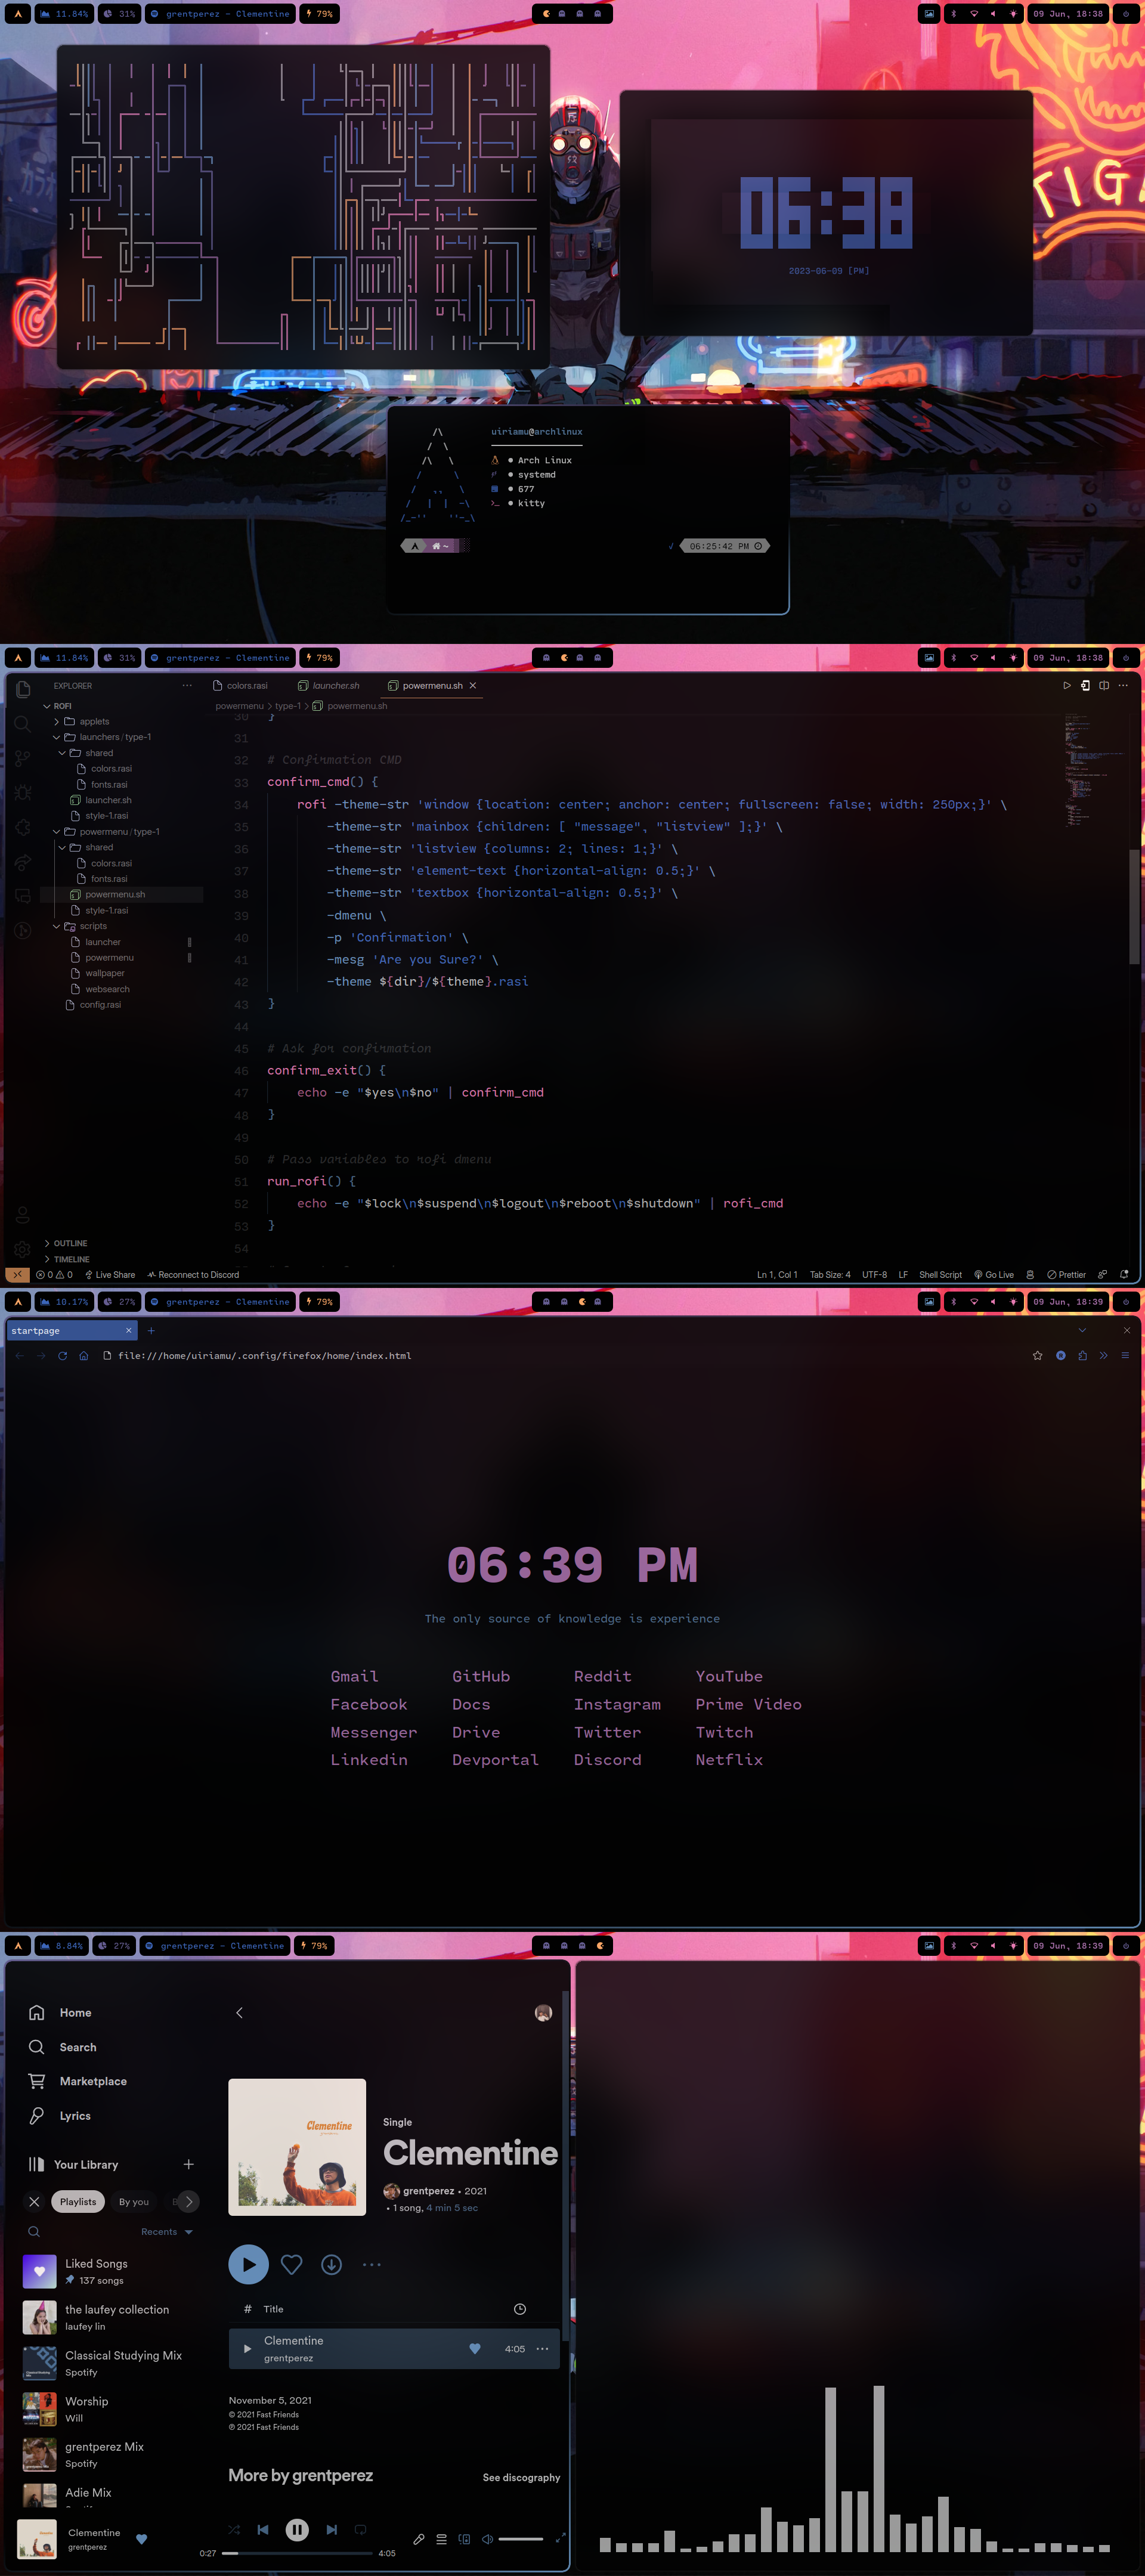 11.84%
31%
grentperez - Clementine
79%
09 Jun, 18:38
カラオ
TIGA
06:38
2023-06-09 [PM]
uiriamu@archlinux
Arch Linux
systemd
677
kitty
~
06:25:42 PM
11.84%
31%
grentperez - Clementine
79%
09 Jun, 18:38
EXPLORER
ROFI
applets
launchers / type-1
shared
colors.rasi
fonts.rasi
launcher.sh
style-1.rasi
powermenu / type-1
shared
colors.rasi
fonts.rasi
powermenu.sh
style-1.rasi
scripts
launcher
powermenu
wallpaper
websearch
config.rasi
OUTLINE
TIMELINE
colors.rasi
launcher.sh
powermenu.sh
powermenu > type-1 > powermenu.sh
30 }
31
32 # Confirmation CMD
33 confirm_cmd() {
34 rofi -theme-str 'window {location: center; anchor: center; fullscreen: false; width: 250px;}' \
35 -theme-str 'mainbox {children: [ "message", "listview" ];}' \
36 -theme-str 'listview {columns: 2; lines: 1;}' \
37 -theme-str 'element-text {horizontal-align: 0.5;}' \
38 -theme-str 'textbox {horizontal-align: 0.5;}' \
39 -dmenu \
40 -p 'Confirmation' \
41 -mesg 'Are you Sure?' \
42 -theme ${dir}/${theme}.rasi
43 }
44
45 # Ask for confirmation
46 confirm_exit() {
47 echo -e "$yes\n$no" | confirm_cmd
48 }
49
50 # Pass variables to rofi dmenu
51 run_rofi() {
52 echo -e "$lock\n$suspend\n$logout\n$reboot\n$shutdown" | rofi_cmd
53 }
54
0 0 Live Share Reconnect to Discord
Ln 1, Col 1 Tab Size: 4 UTF-8 LF Shell Script Go Live Prettier
10.17%
27%
grentperez - Clementine
79%
09 Jun, 18:39
startpage
file:///home/uiriamu/.config/firefox/home/index.html
06:39 PM
The only source of knowledge is experience
Gmail GitHub Reddit YouTube
Facebook Docs Instagram Prime Video
Messenger Drive Twitter Twitch
Linkedin Devportal Discord Netflix
8.84%
27%
grentperez - Clementine
79%
09 Jun, 18:39
Home
Search
Marketplace
Lyrics
Your Library
Playlists
By you
Recents
Liked Songs
137 songs
the laufey collection
laufey lin
Classical Studying Mix
Spotify
Worship
Will
grentperez Mix
Spotify
Adie Mix
Clementine
Single
Clementine
grentperez • 2021
• 1 song, 4 min 5 sec
# Title
Clementine
grentperez
4:05
November 5, 2021
© 2021 Fast Friends
℗ 2021 Fast Friends
More by grentperez
See discography
Clementine
grentperez
0:27
4:05